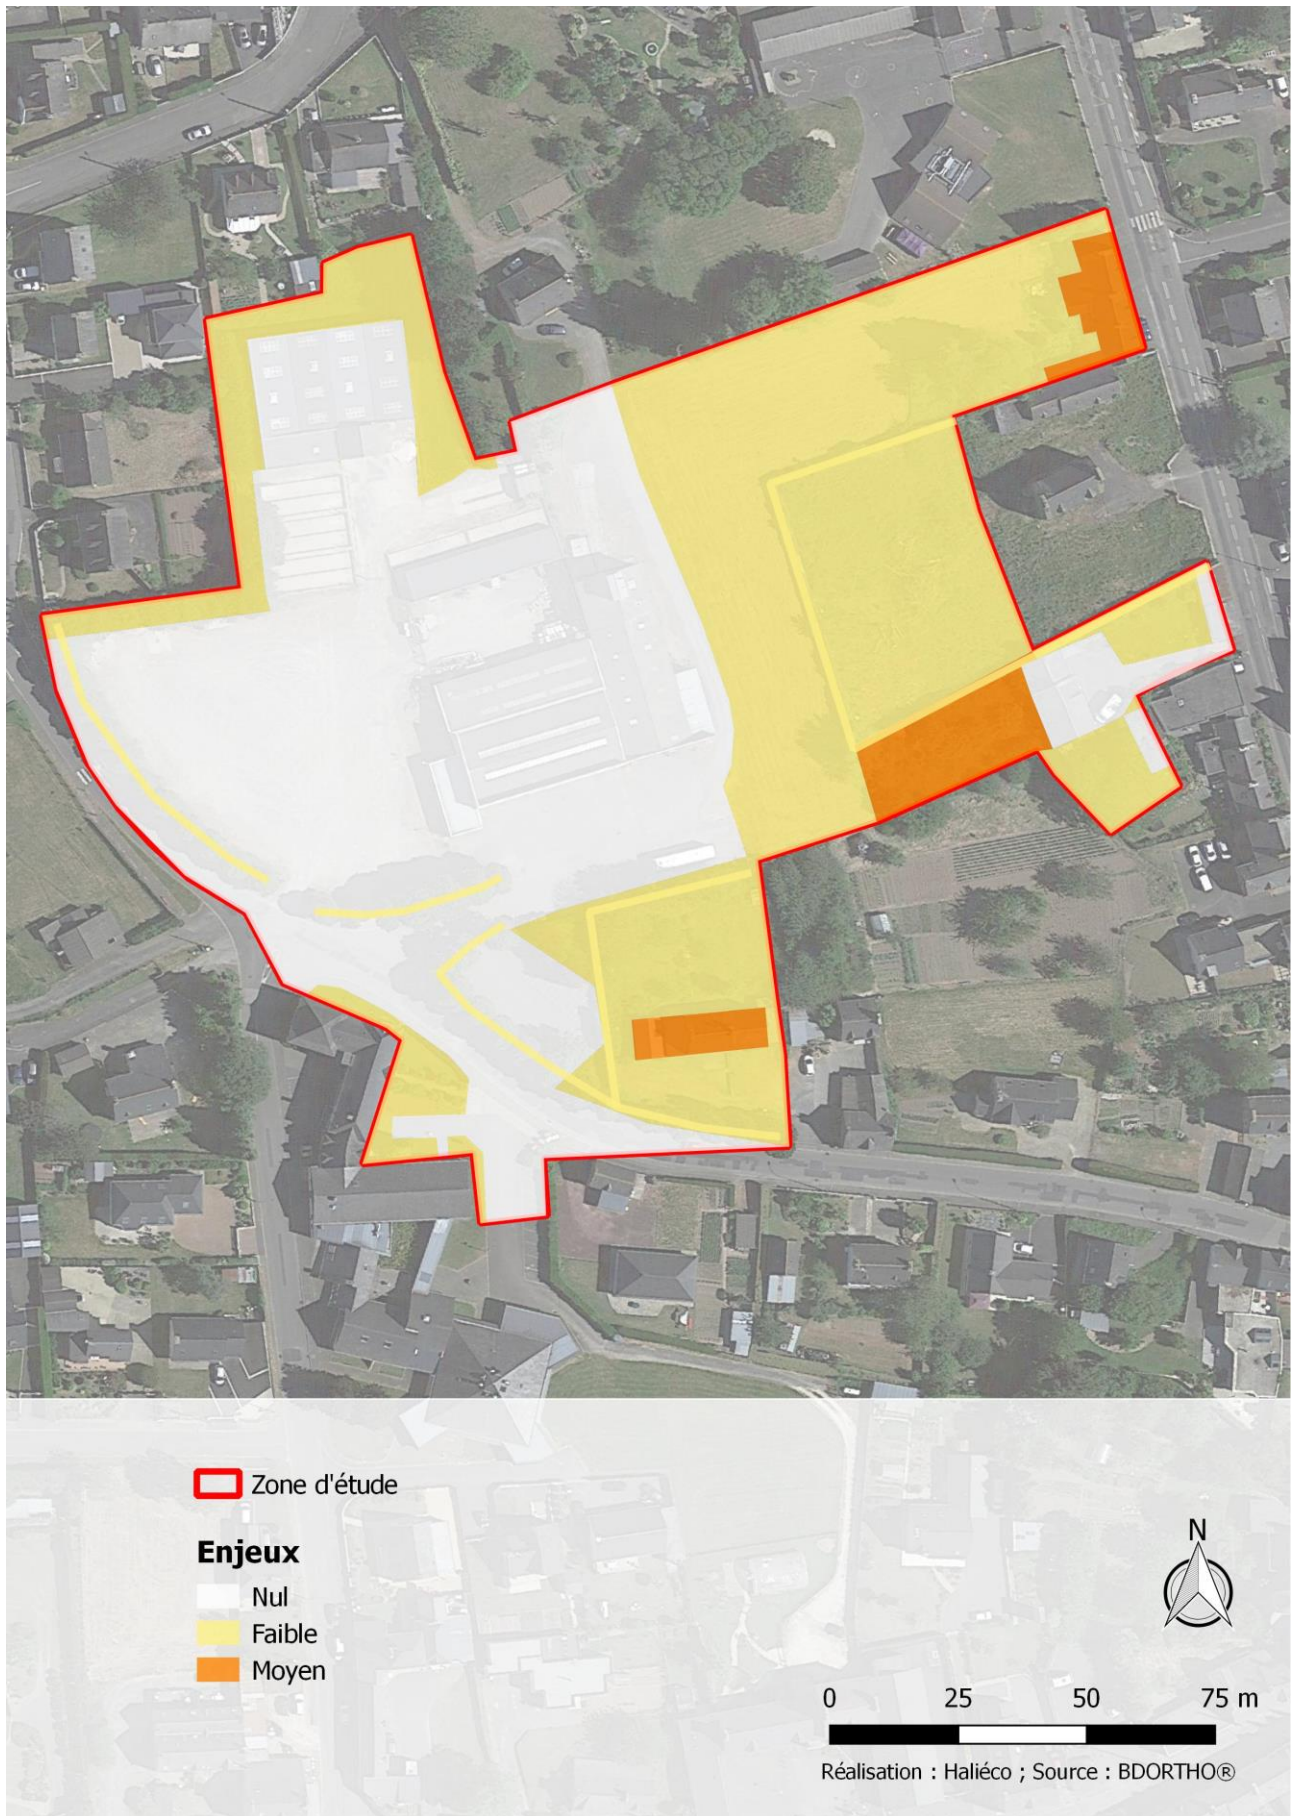 Zone d'étude
Enjeux
Nul
Faible
Moyen
N
0 25 50 75 m
Réalisation : Haliéco ; Source : BDORTHO®